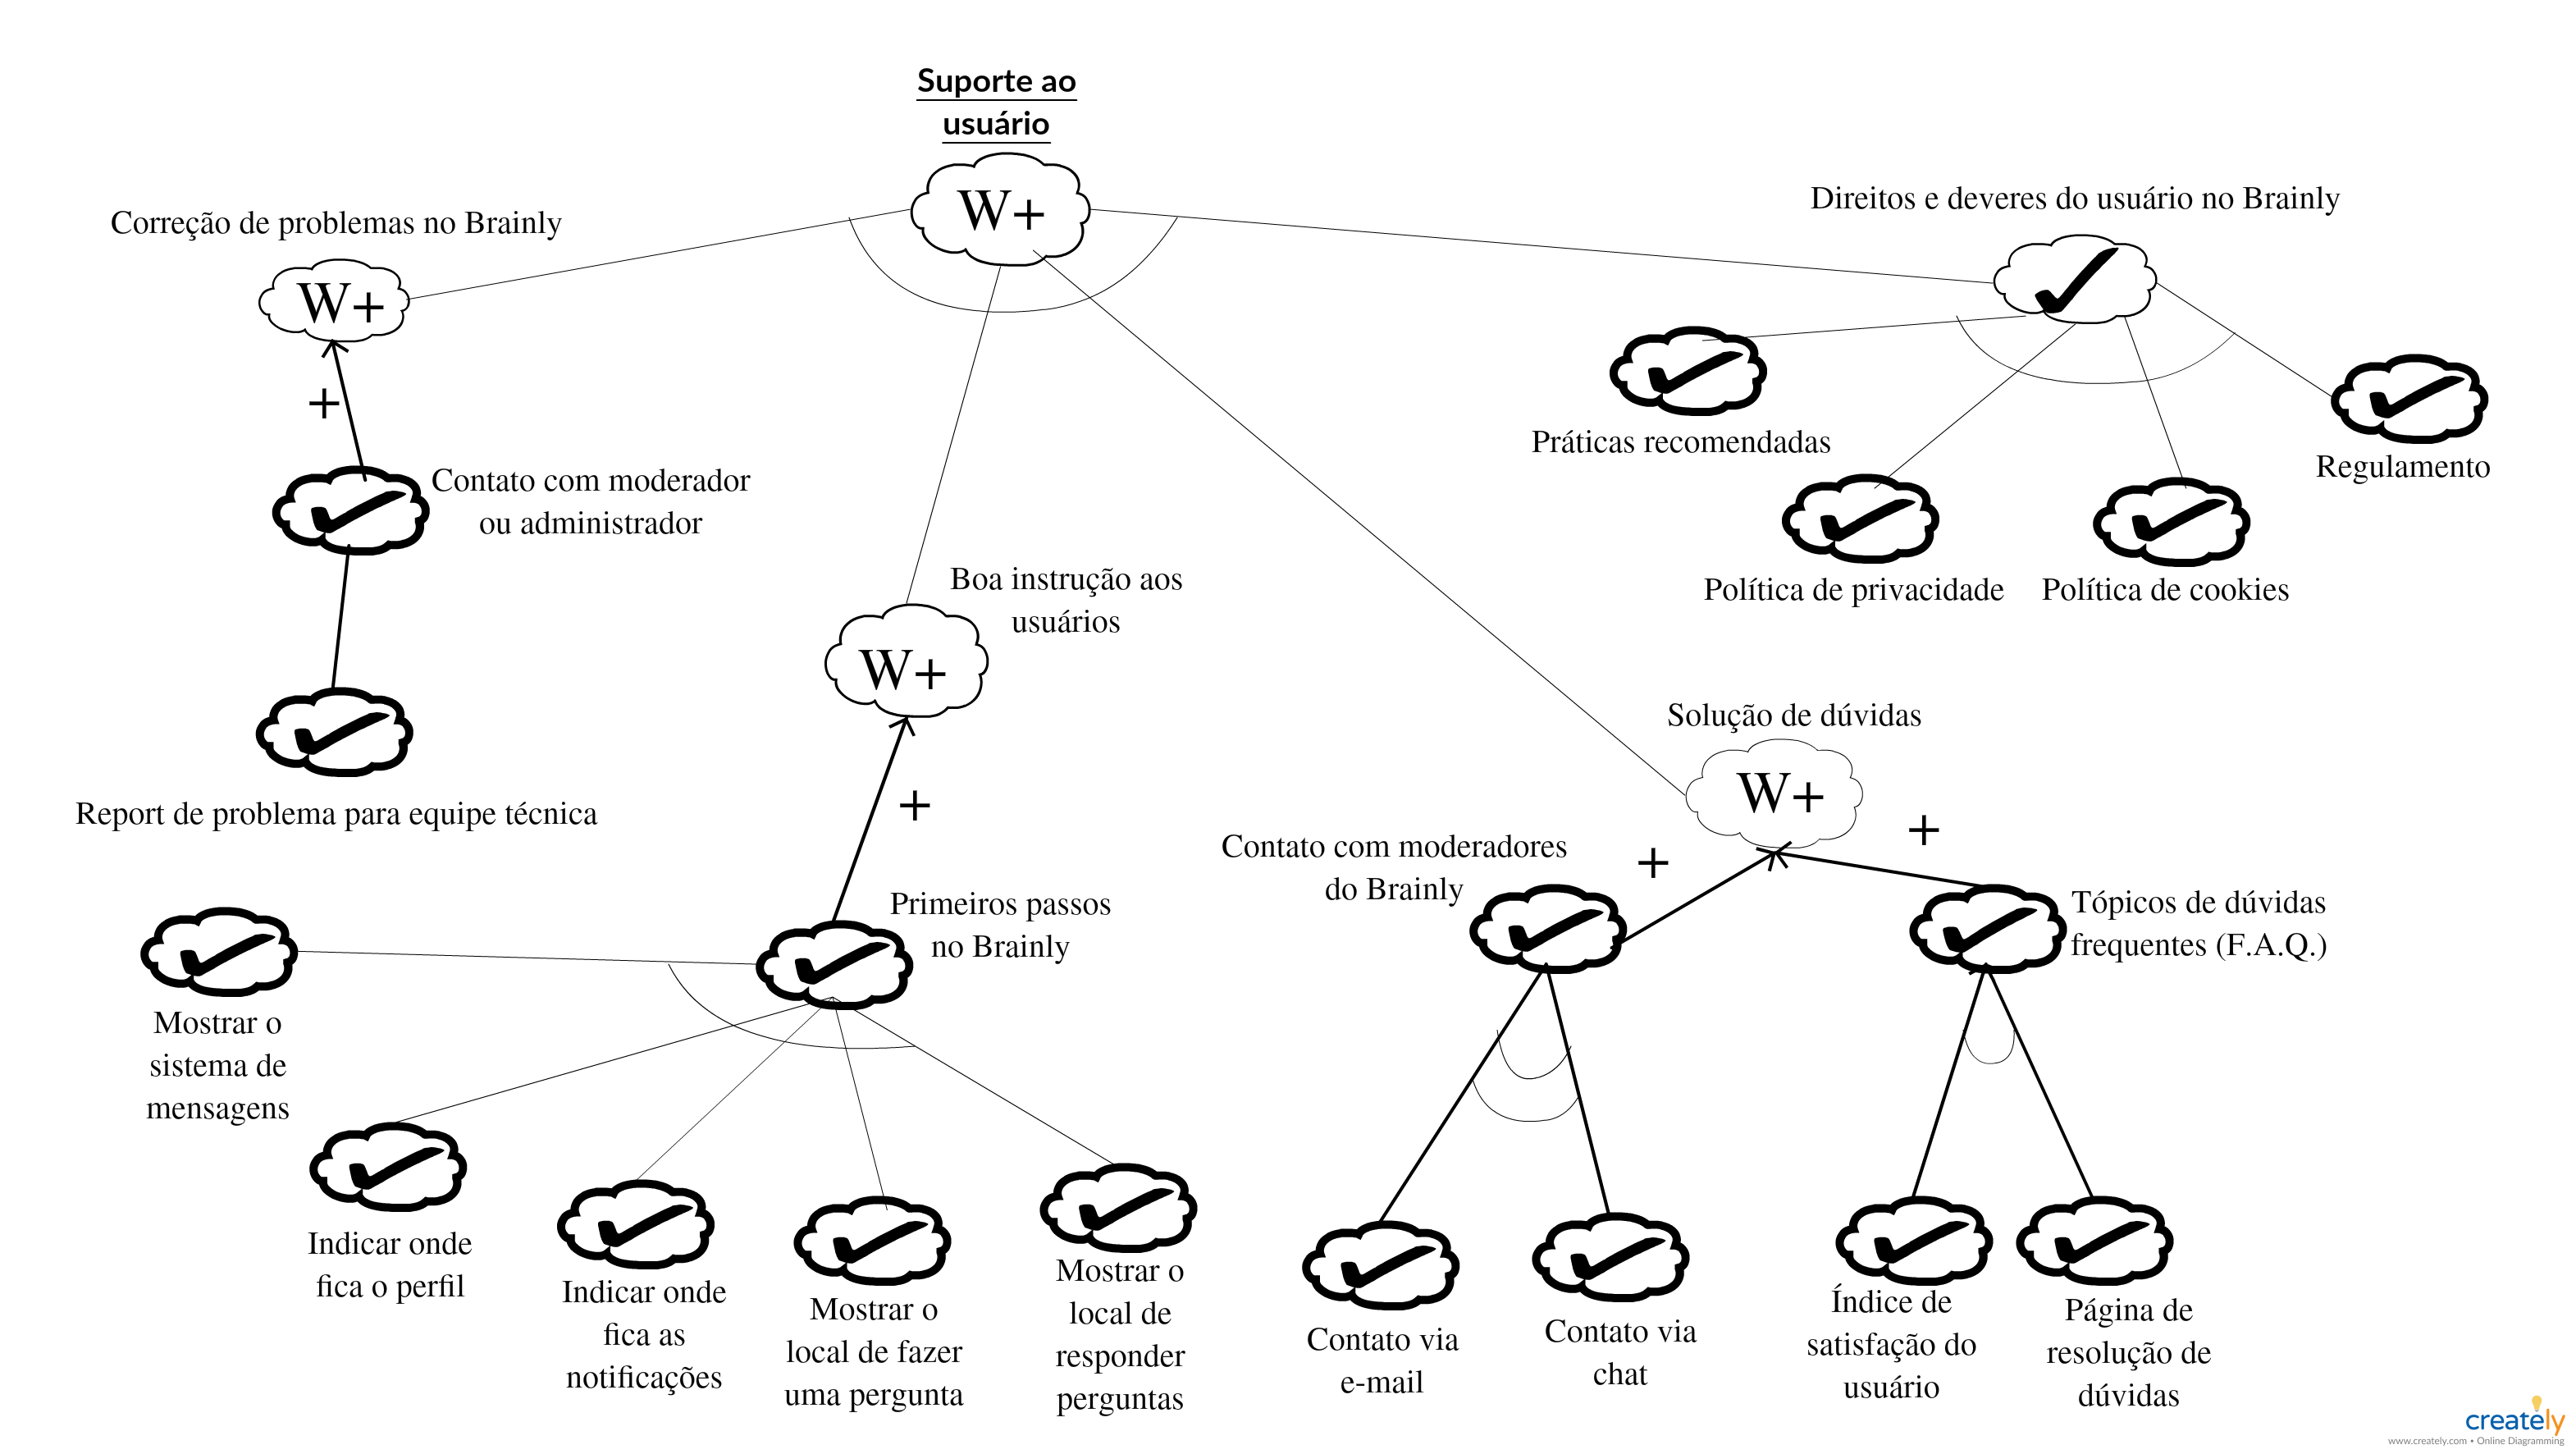 Suporte ao
usuário
W+
Correção de problemas no Brainly
W+
+
Contato com moderador
ou administrador
Report de problema para equipe técnica
Direitos e deveres do usuário no Brainly
Práticas recomendadas
Regulamento
Política de privacidade
Política de cookies
Boa instrução aos
usuários
W+
+
Primeiros passos
no Brainly
Mostrar o
sistema de
mensagens
Indicar onde
fica o perfil
Indicar onde
fica as
notificações
Mostrar o
local de fazer
uma pergunta
Mostrar o
local de
responder
perguntas
Solução de dúvidas
W+
+
+
Contato com moderadores
do Brainly
Tópicos de dúvidas
frequentes (F.A.Q.)
Contato via
e-mail
Contato via
chat
Índice de
satisfação do
usuário
Página de
resolução de
dúvidas
creately
www.creately.com • Online Diagramming